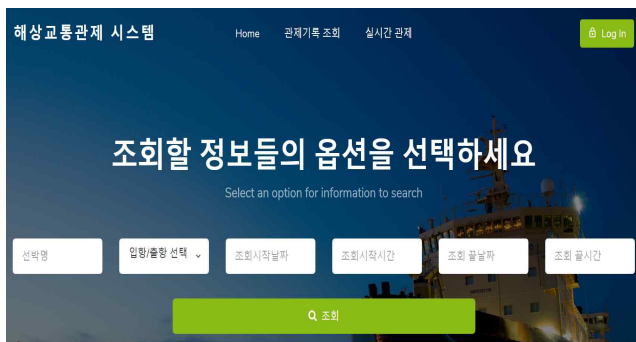 해상교통관제 시스템 Home 관제기록 조회 실시간 관제 Log In
조회할 정보들의 옵션을 선택하세요
Select an option for information to search
선박명 입항/출항 선택 조회시작날짜 조회시작시간 조회 끝날짜 조회 끝시간
조회